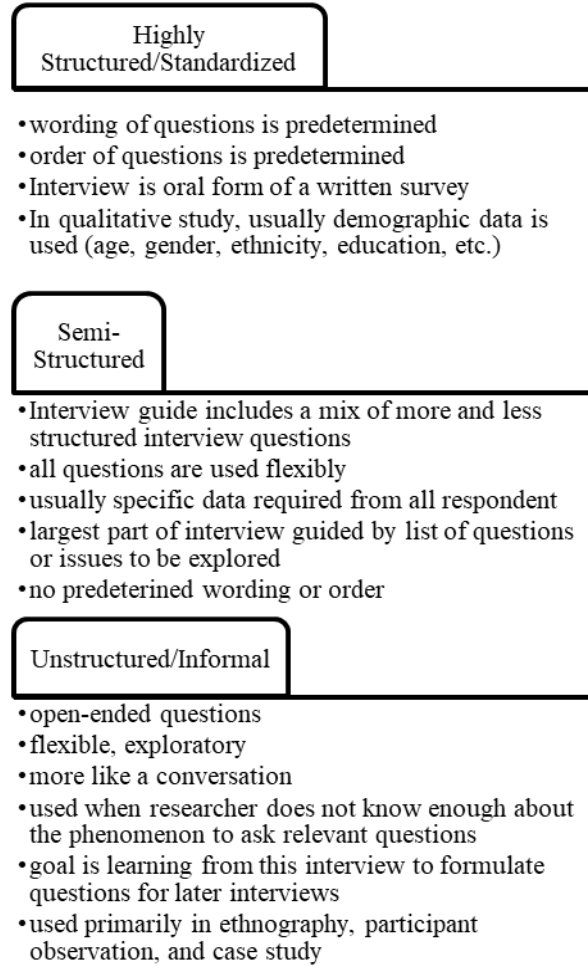 Highly
Structured/Standardized
•wording of questions is predetermined
•order of questions is predetermined
•Interview is oral form of a written survey
•In qualitative study, usually demographic data is
used (age, gender, ethnicity, education, etc.)
Semi-
Structured
•Interview guide includes a mix of more and less
structured interview questions
•all questions are used flexibly
•usually specific data required from all respondent
•largest part of interview guided by list of questions
or issues to be explored
•no predeterined wording or order
Unstructured/Informal
•open-ended questions
•flexible, exploratory
•more like a conversation
•used when researcher does not know enough about
the phenomenon to ask relevant questions
•goal is learning from this interview to formulate
questions for later interviews
•used primarily in ethnography, participant
observation, and case study